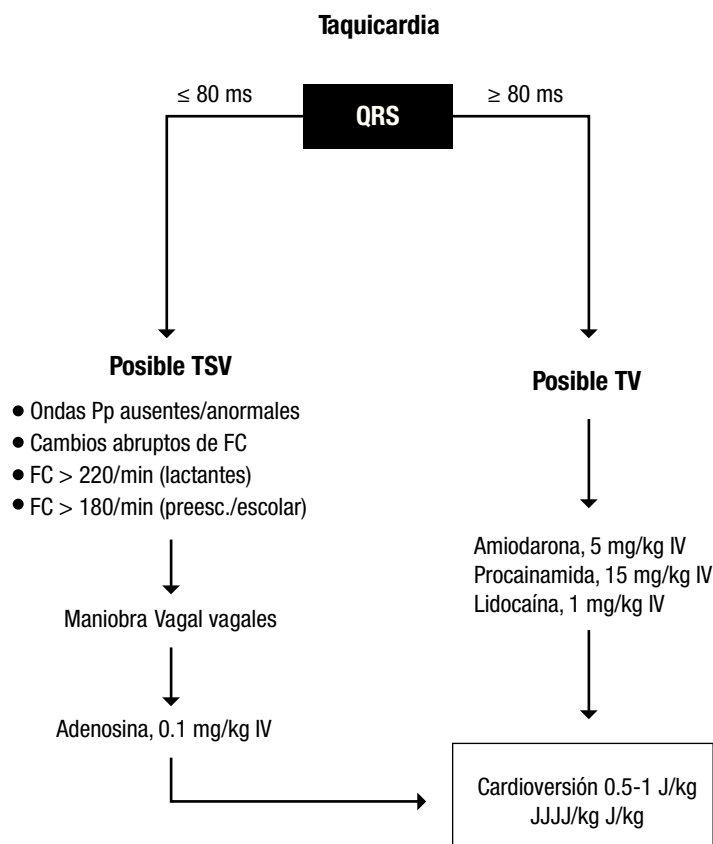 Taquicardia
≤ 80 ms
QRS
≥ 80 ms
Posible TSV
● Ondas Pp ausentes/anormales
● Cambios abruptos de FC
● FC > 220/min (lactantes)
● FC > 180/min (preesc./escolar)
Maniobra Vagal vagales
Adenosina, 0.1 mg/kg IV
Posible TV
Amiodarona, 5 mg/kg IV
Procainamida, 15 mg/kg IV
Lidocaína, 1 mg/kg IV
Cardioversión 0.5-1 J/kg
JJJJ/kg J/kg